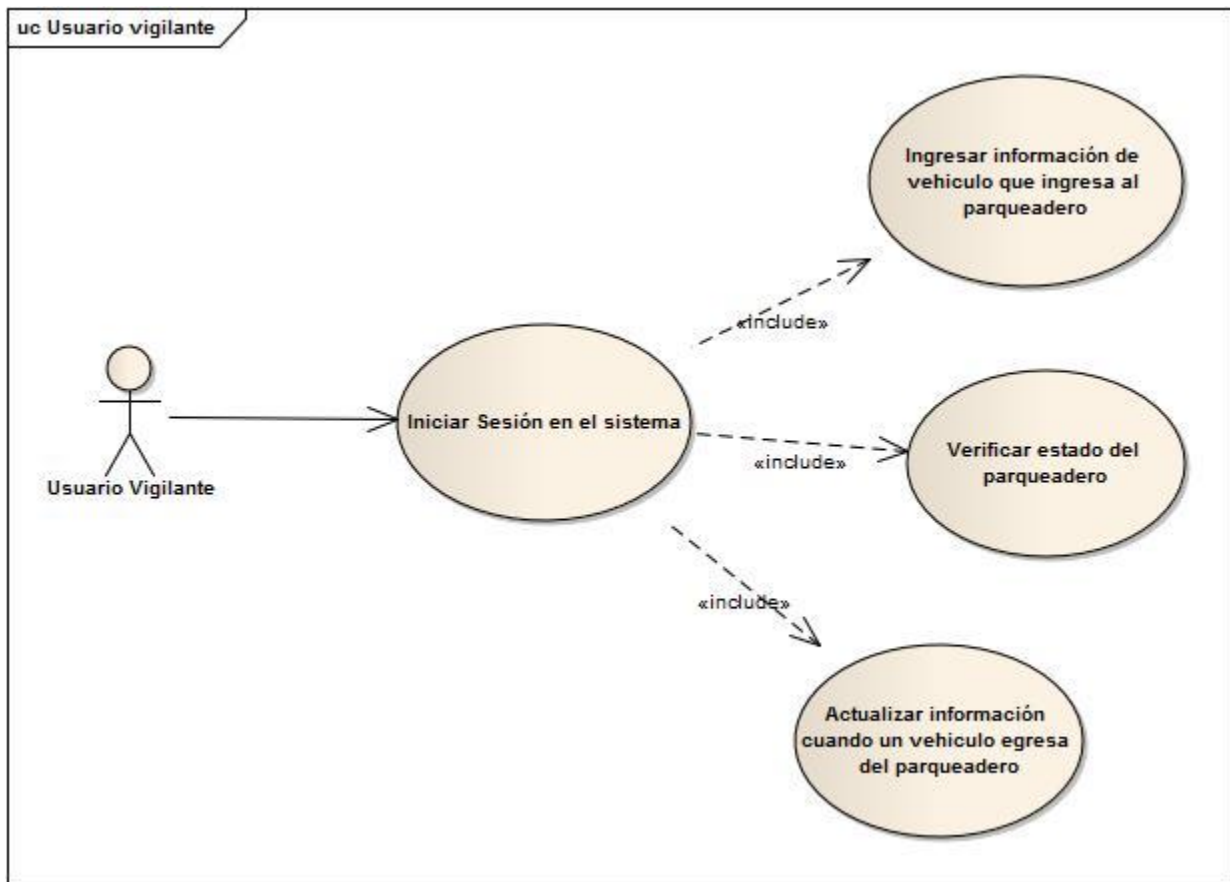 uc Usuario vigilante
Ingresar información de
vehiculo que ingresa al
parqueadero
«include»
Usuario Vigilante
Iniciar Sesión en el sistema
«include»
Verificar estado del
parqueadero
«include»
Actualizar información
cuando un vehiculo egresa
del parqueadero